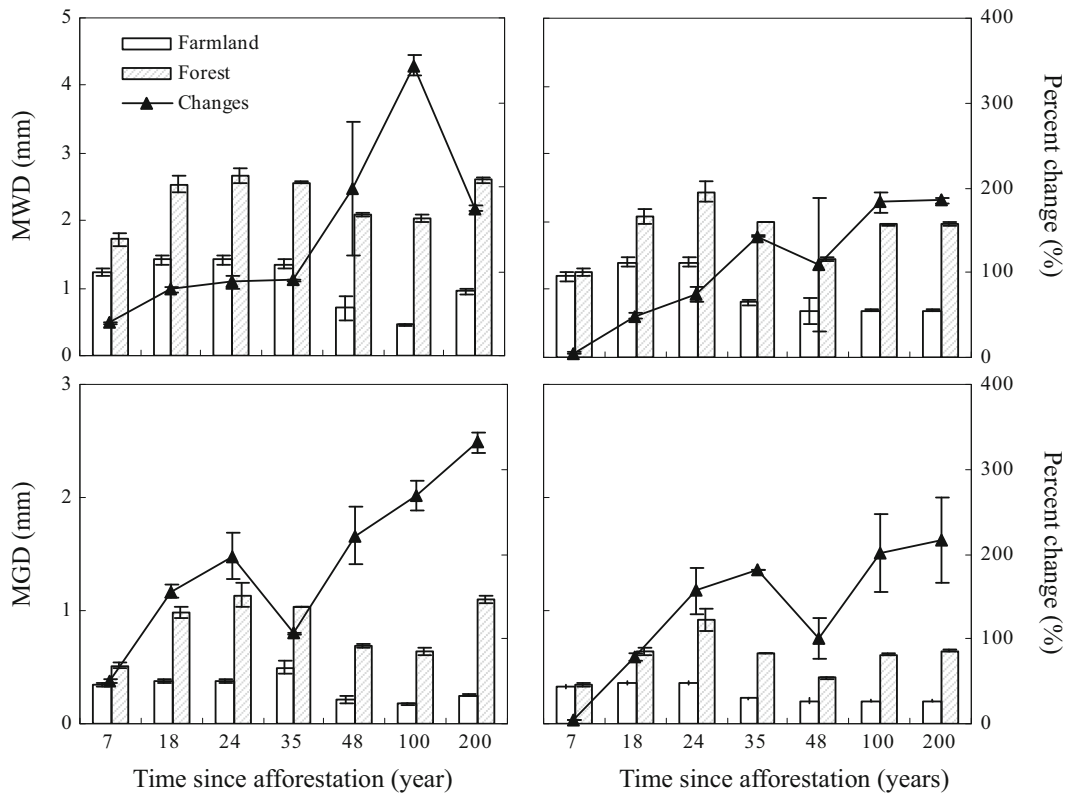 5
4
3
2
1
0
MWD (mm)
Farmland
Forest
Changes
400
300
200
100
0
Percent change (%)
3
2
1
0
MGD (mm)
400
300
200
100
0
Percent change (%)
7 18 24 35 48 100 200
7 18 24 35 48 100 200
Time since afforestation (year)
Time since afforestation (years)